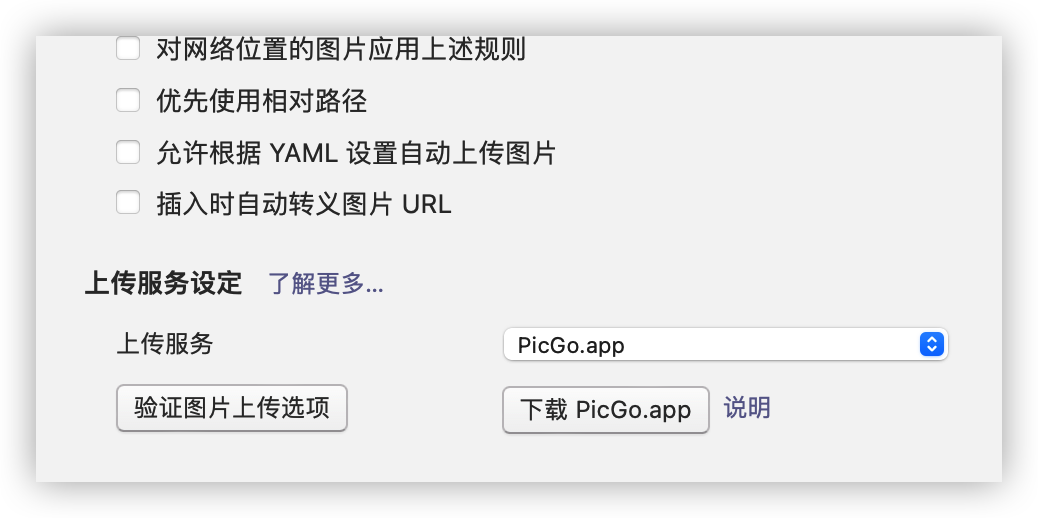 对网络位置的图片应用上述规则
优先使用相对路径
允许根据 YAML 设置自动上传图片
插入时自动转义图片 URL
上传服务设定 了解更多...
上传服务 PicGo.app
验证图片上传选项 下载 PicGo.app 说明